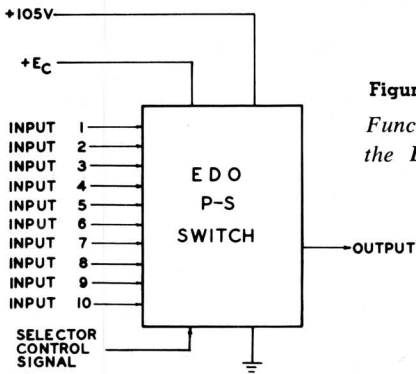 +105V
+EC
INPUT 1
INPUT 2
INPUT 3
INPUT 4
INPUT 5
INPUT 6
INPUT 7
INPUT 8
INPUT 9
INPUT 10
SELECTOR
CONTROL
SIGNAL
EDO
P-S
SWITCH
OUTPUT
Figur
Func
the